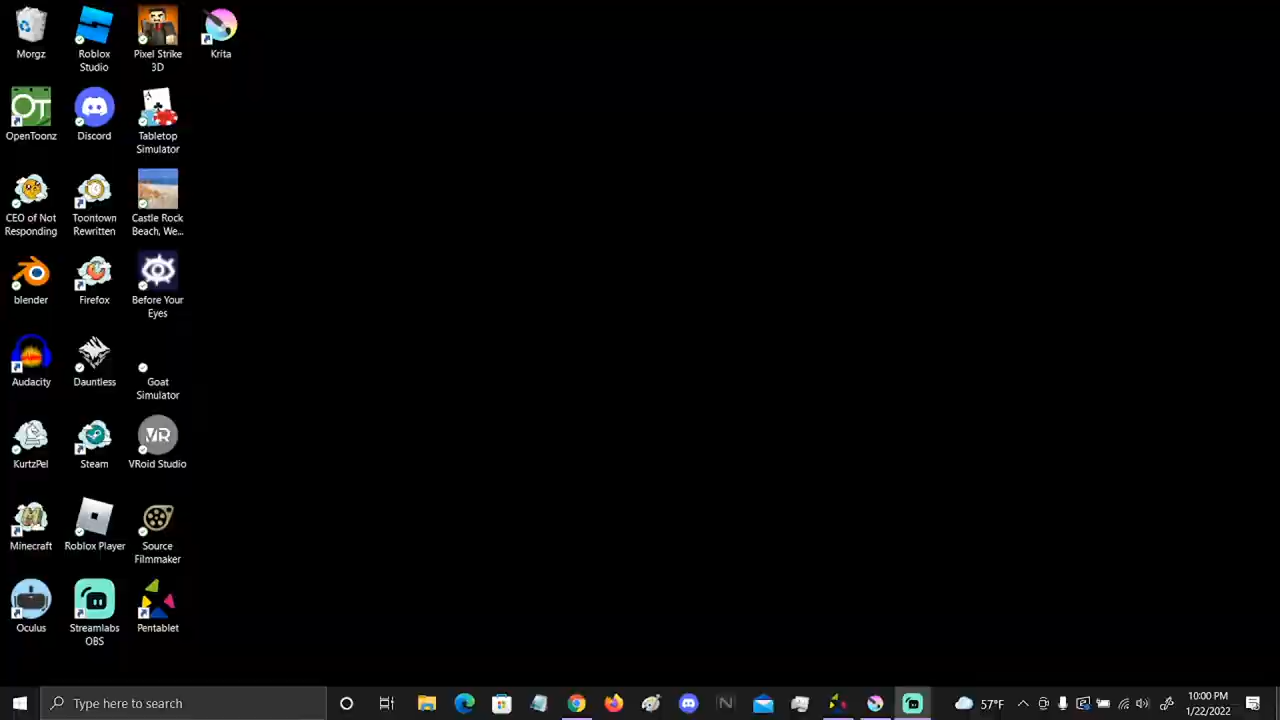 Morgz
Roblox
Studio
Pixel Strike
3D
Krita
OpenToonz
Discord
Tabletop
Simulator
CEO of Not
Responding
Toontown
Rewritten
Castle Rock
Beach, We...
blender
Firefox
Before Your
Eyes
Audacity
Dauntless
Goat
Simulator
KurtzPel
Steam
VRoid Studio
Minecraft
Roblox Player
Source
Filmmaker
Oculus
Streamlabs
OBS
Pentablet
Type here to search
57°F
10:00 PM
1/22/2022